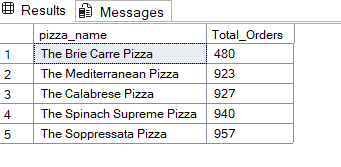 Results Messages
pizza_name Total_Orders
1 The Brie Carre Pizza 480
2 The Mediterranean Pizza 923
3 The Calabrese Pizza 927
4 The Spinach Supreme Pizza 940
5 The Soppressata Pizza 957